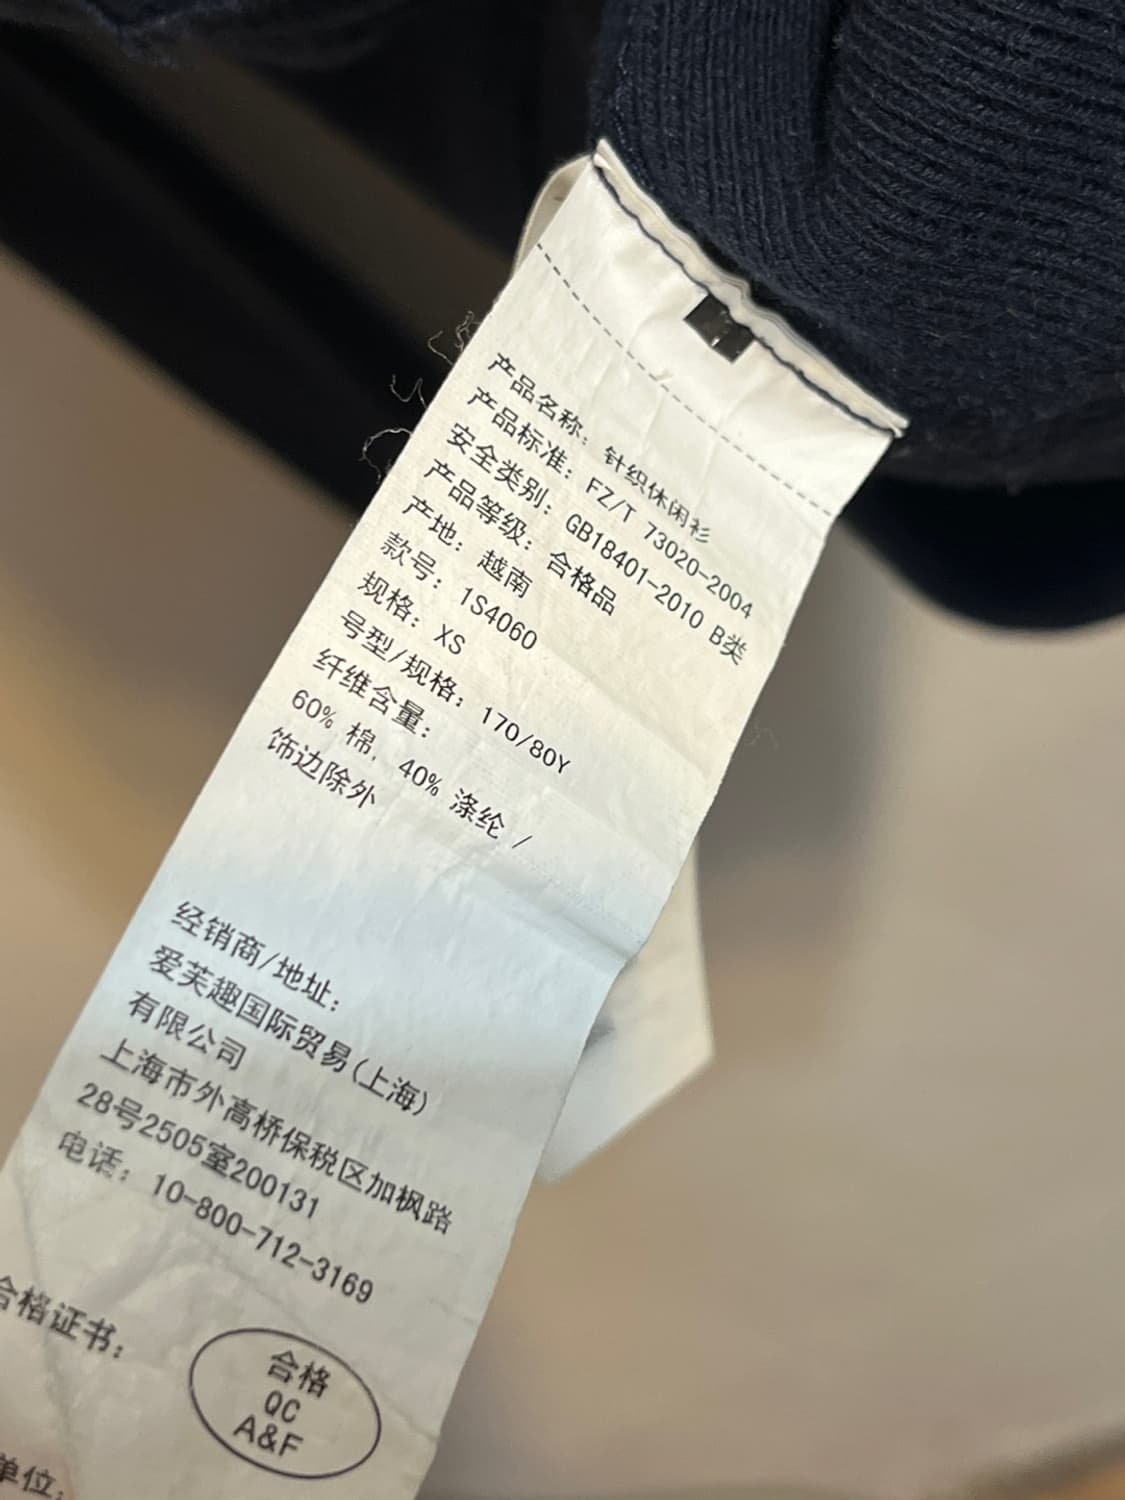 产品名称: 针织休闲衫
产品标准: FZ/T 73020-2004
安全类别: GB18401-2010 B类
产品等级: 合格品
产地: 越南
款号: 1S4060
规格: XS
号型/规格: 170/80Y
纤维含量:
60% 棉, 40% 涤纶 /
饰边除外
经销商/地址:
爱芙趣国际贸易(上海)
有限公司
上海市外高桥保税区加枫路
28号2505室200131
电话: 10-800-712-3169
合格证书:
合格
QC
A&F
单位: